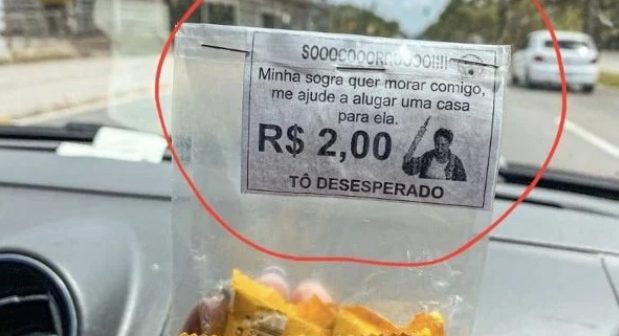 SOOOCOOORROOOO!!!!
Minha sogra quer morar comigo,
me ajude a alugar uma casa
para ela.
R$ 2,00
TÔ DESESPERADO